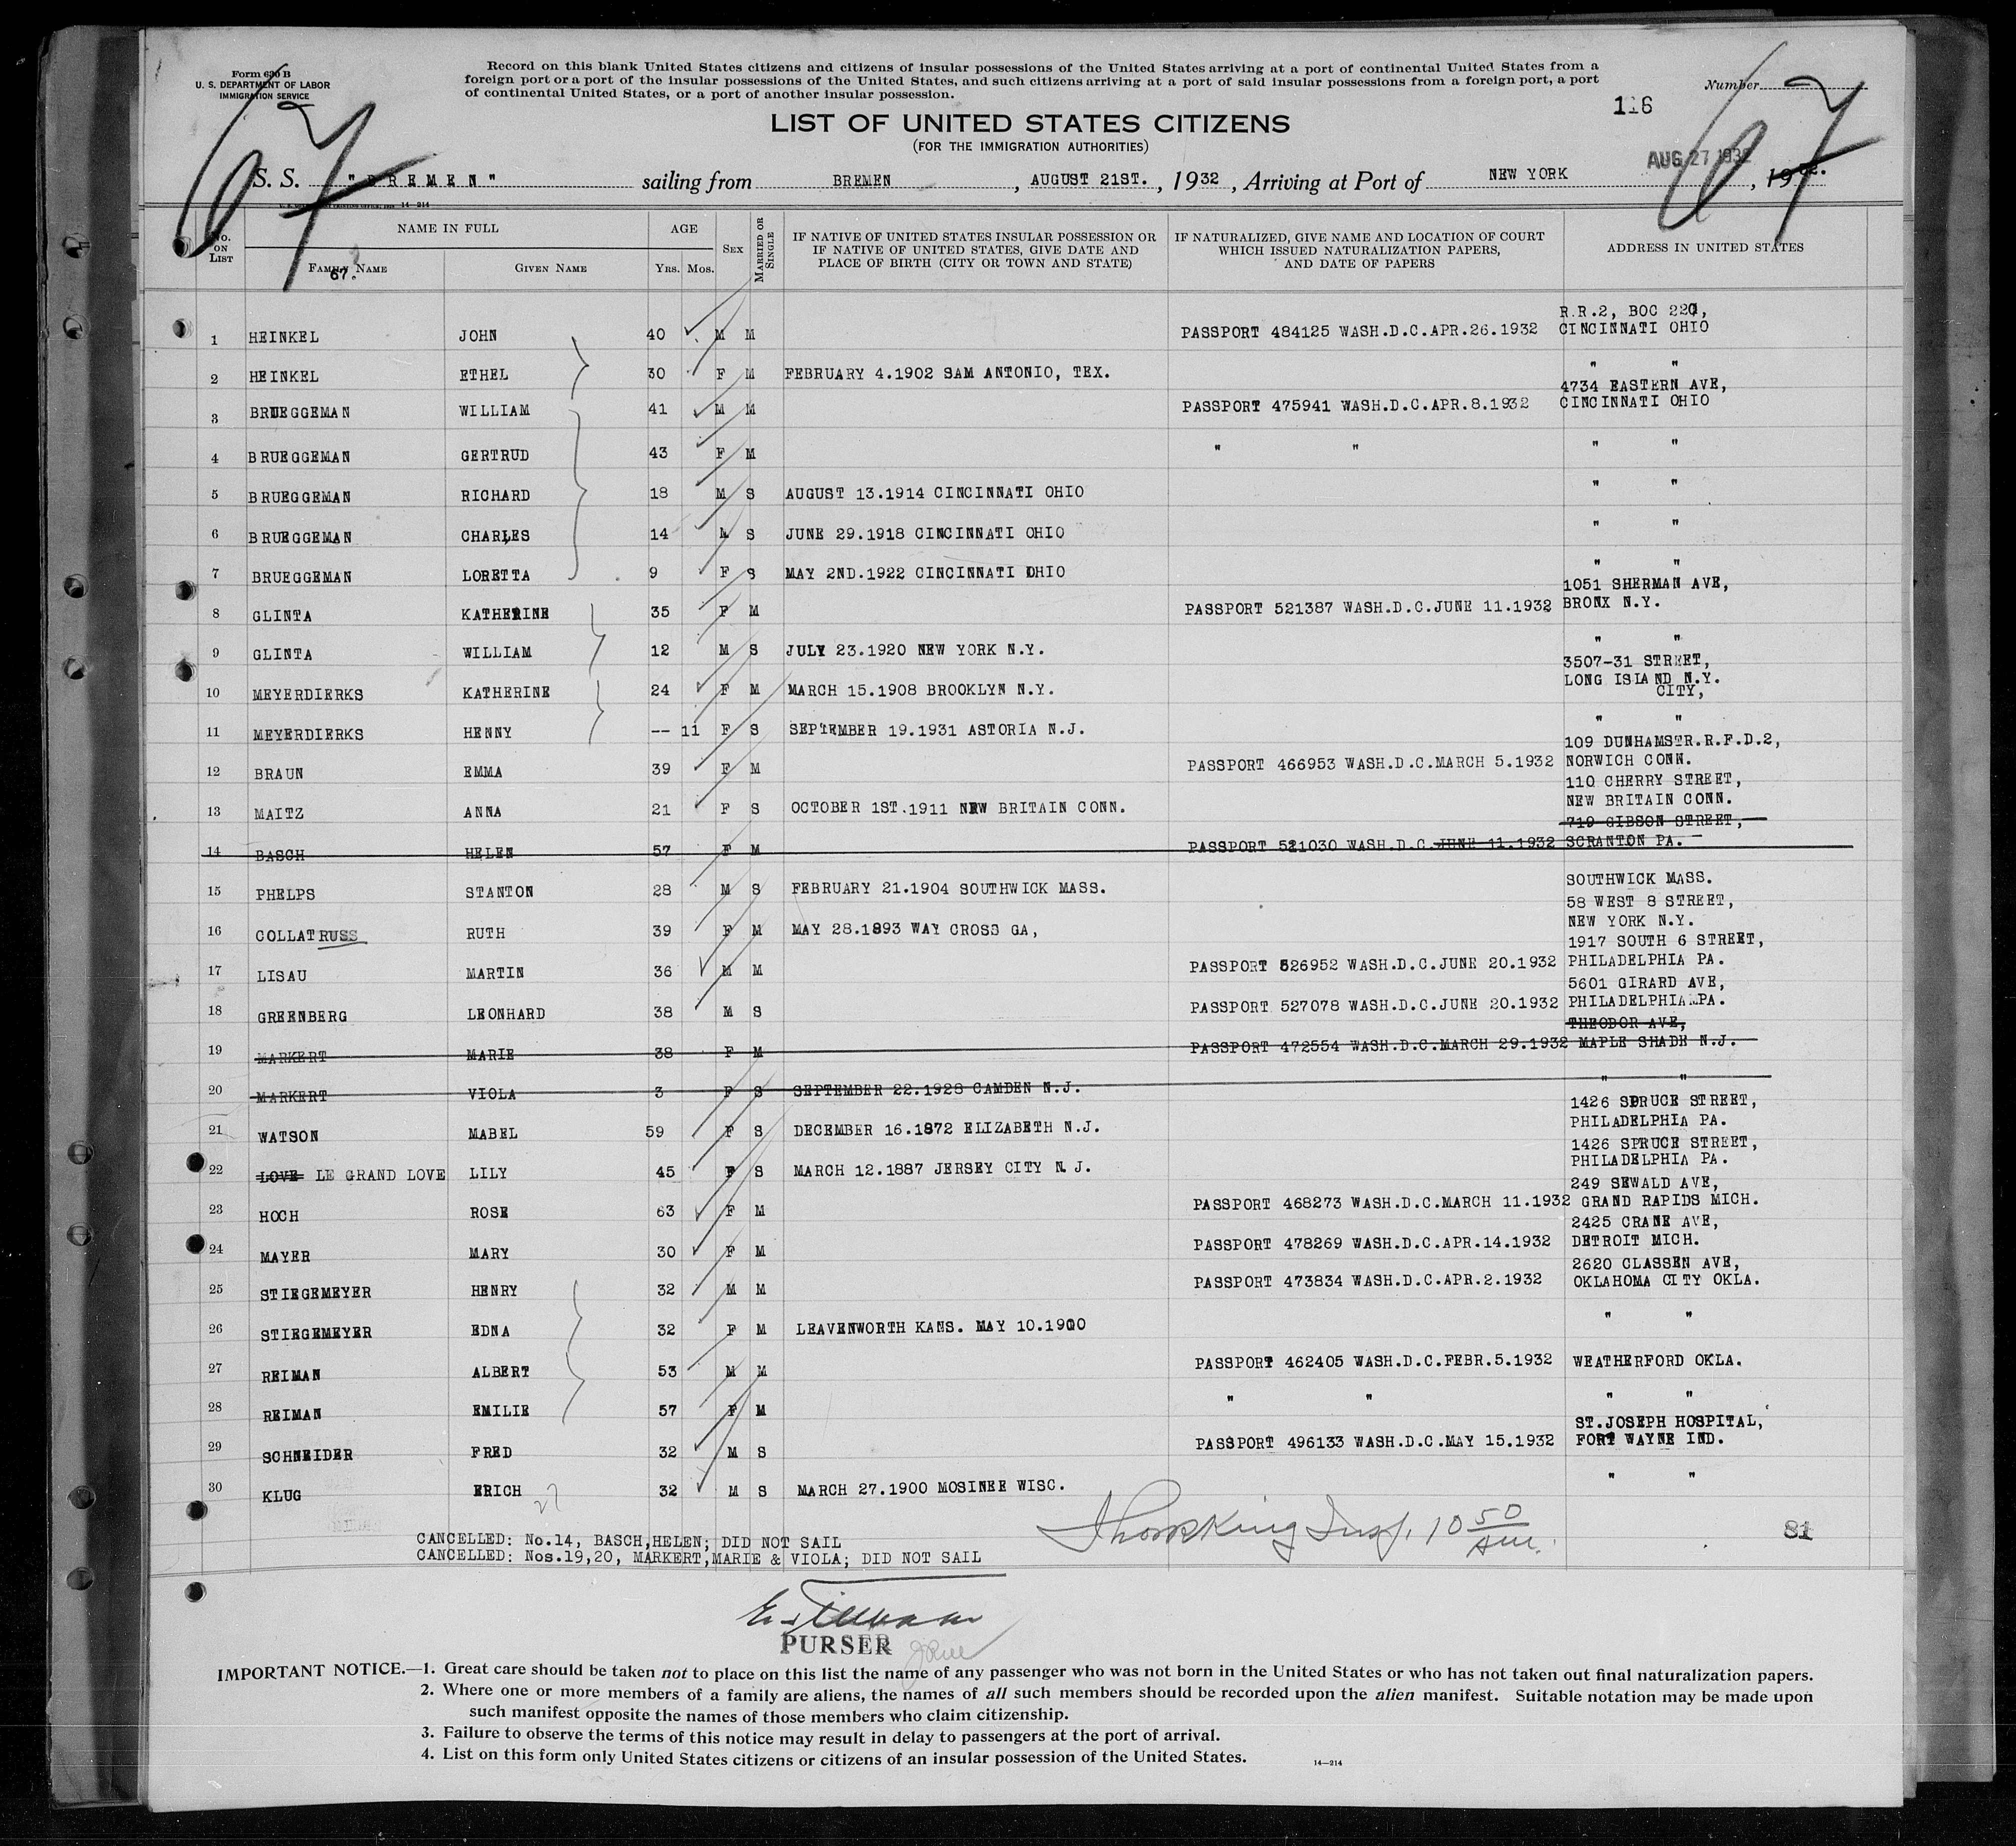 Form 630 B
U. S. DEPARTMENT OF LABOR
IMMIGRATION SERVICE
Record on this blank United States citizens and citizens of insular possessions of the United States arriving at a port of continental United States from a
foreign port or a port of the insular possessions of the United States, and such citizens arriving at a port of said insular possessions from a foreign port, a port
of continental United States, or a port of another insular possession.
Number
116
67
67
LIST OF UNITED STATES CITIZENS
(FOR THE IMMIGRATION AUTHORITIES)
AUG 27 1932
S. S. "BREMEN" sailing from BREMEN, AUGUST 21ST., 1932, Arriving at Port of NEW YORK, 1932.
14-214
No. ON LIST
NAME IN FULL
FAMILY NAME GIVEN NAME
67.
AGE
YRS. MOS.
SEX
MARRIED OR SINGLE
IF NATIVE OF UNITED STATES INSULAR POSSESSION OR
IF NATIVE OF UNITED STATES, GIVE DATE AND
PLACE OF BIRTH (CITY OR TOWN AND STATE)
IF NATURALIZED, GIVE NAME AND LOCATION OF COURT
WHICH ISSUED NATURALIZATION PAPERS,
AND DATE OF PAPERS
ADDRESS IN UNITED STATES
R.R.2, BOC 220,
1 HEINKEL JOHN 40 M M PASSPORT 484125 WASH.D.C.APR.26.1932 CINCINNATI OHIO
2 HEINKEL ETHEL 30 F M FEBRUARY 4.1902 SAM ANTONIO, TEX. " "
4734 EASTERN AVE,
3 BRUEGGEMAN WILLIAM 41 M M PASSPORT 475941 WASH.D.C.APR.8.1932 CINCINNATI OHIO
4 BRUEGGEMAN GERTRUD 43 F M " " " "
5 BRUEGGEMAN RICHARD 18 M S AUGUST 13.1914 CINCINNATI OHIO " "
6 BRUEGGEMAN CHARLES 14 M S JUNE 29.1918 CINCINNATI OHIO " "
7 BRUEGGEMAN LORETTA 9 F S MAY 2ND.1922 CINCINNATI OHIO " "
1051 SHERMAN AVE,
8 GLINTA KATHERINE 35 F M PASSPORT 521387 WASH.D.C.JUNE 11.1932 BRONX N.Y.
9 GLINTA WILLIAM 12 M S JULY 23.1920 NEW YORK N.Y. " "
3507-31 STREET,
10 MEYERDIERKS KATHERINE 24 F M MARCH 15.1908 BROOKLYN N.Y. LONG ISLAND N.Y.
CITY,
11 MEYERDIERKS HENNY -- 11 F S SEPTEMBER 19.1931 ASTORIA N.J. " "
109 DUNHAMSTR.R.F.D.2,
12 BRAUN EMMA 39 F M PASSPORT 466953 WASH.D.C.MARCH 5.1932 NORWICH CONN.
110 CHERRY STREET,
13 MAITZ ANNA 21 F S OCTOBER 1ST.1911 NEW BRITAIN CONN. NEW BRITAIN CONN.
719 GIBSON STREET,
14 BASCH HELEN 57 F M PASSPORT 521030 WASH.D.C.JUNE 11.1932 SCRANTON PA.
15 PHELPS STANTON 28 M S FEBRUARY 21.1904 SOUTHWICK MASS. SOUTHWICK MASS.
58 WEST 8 STREET,
16 COLLATRUSS RUTH 39 F M MAY 28.1893 WAY CROSS GA, NEW YORK N.Y.
1917 SOUTH 6 STREET,
17 LISAU MARTIN 36 M M PASSPORT 526952 WASH.D.C.JUNE 20.1932 PHILADELPHIA PA.
5601 GIRARD AVE,
18 GREENBERG LEONHARD 38 M S PASSPORT 527078 WASH.D.C.JUNE 20.1932 PHILADELPHIA.PA.
THEODOR AVE,
19 MARKERT MARIE 38 F M PASSPORT 472554 WASH.D.C.MARCH 29.1932 MAPLE SHADE N.J.
20 MARKERT VIOLA 3 F S SEPTEMBER 22.1928 CAMDEN N.J. " "
1426 SPRUCE STREET,
21 WATSON MABEL 59 F S DECEMBER 16.1872 ELIZABETH N.J. PHILADELPHIA PA.
1426 SPRUCE STREET,
22 LOVE LE GRAND LOVE LILY 45 F S MARCH 12.1887 JERSEY CITY N.J. PHILADELPHIA PA.
249 SEWALD AVE,
23 HOCH ROSE 63 F M PASSPORT 468273 WASH.D.C.MARCH 11.1932 GRAND RAPIDS MICH.
2425 CRANE AVE,
24 MAYER MARY 30 F M PASSPORT 478269 WASH.D.C.APR.14.1932 DETROIT MICH.
2620 CLASSEN AVE,
25 STIEGEMEYER HENRY 32 M M PASSPORT 473834 WASH.D.C.APR.2.1932 OKLAHOMA CITY OKLA.
26 STIEGEMEYER EDNA 32 F M LEAVENWORTH KANS. MAY 10.1900 " "
27 REIMAN ALBERT 53 M M PASSPORT 462405 WASH.D.C.FEBR.5.1932 WEATHERFORD OKLA.
28 REIMAN EMILIE 57 F M " " " "
ST.JOSEPH HOSPITAL,
29 SCHNEIDER FRED 32 M S PASSPORT 496133 WASH.D.C.MAY 15.1932 FORT WAYNE IND.
30 KLUG ERICH 32 M S MARCH 27.1900 MOSINEE WISC. " "
27
CANCELLED: No.14, BASCH,HELEN; DID NOT SAIL
CANCELLED: Nos.19,20, MARKERT,MARIE & VIOLA; DID NOT SAIL
King Insp. 10 50 AM.
81
PURSER
IMPORTANT NOTICE.—1. Great care should be taken not to place on this list the name of any passenger who was not born in the United States or who has not taken out final naturalization papers.
2. Where one or more members of a family are aliens, the names of all such members should be recorded upon the alien manifest. Suitable notation may be made upon
such manifest opposite the names of those members who claim citizenship.
3. Failure to observe the terms of this notice may result in delay to passengers at the port of arrival.
4. List on this form only United States citizens or citizens of an insular possession of the United States.
14—214